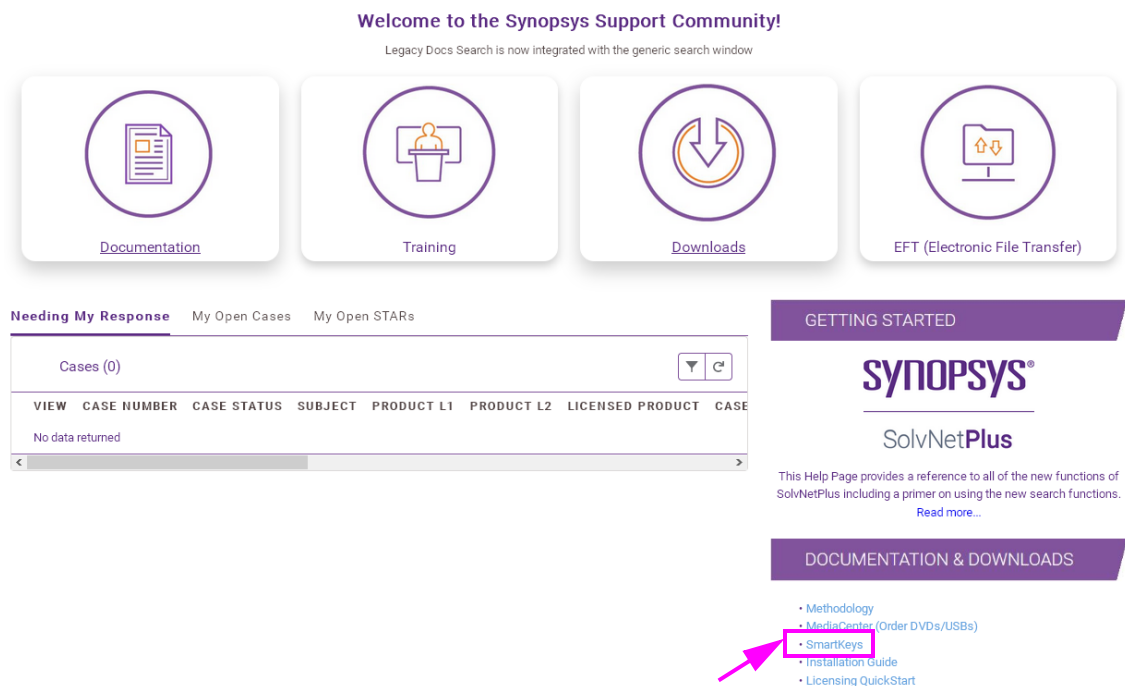 Welcome to the Synopsys Support Community!
Legacy Docs Search is now integrated with the generic search window
Documentation
Training
Downloads
EFT (Electronic File Transfer)
Needing My Response My Open Cases My Open STARs
Cases (0)
VIEW CASE NUMBER CASE STATUS SUBJECT PRODUCT L1 PRODUCT L2 LICENSED PRODUCT CASE
No data returned
GETTING STARTED
SYNOPSYS®
SolvNetPlus
This Help Page provides a reference to all of the new functions of
SolvNetPlus including a primer on using the new search functions.
Read more...
DOCUMENTATION & DOWNLOADS
• Methodology
• MediaCenter (Order DVDs/USBs)
• SmartKeys
• Installation Guide
• Licensing QuickStart